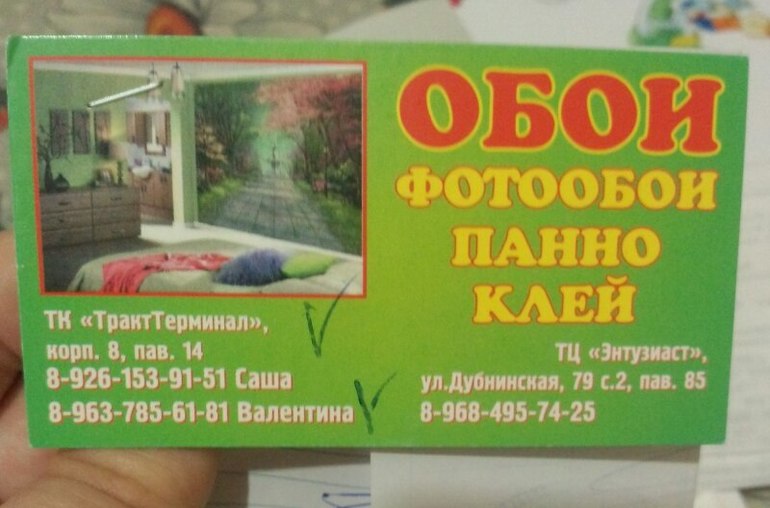 ОБОИ
ФОТООБОИ
ПАННО
КЛЕЙ
ТК «ТрактТерминал»,
корп. 8, пав. 14
8-926-153-91-51 Саша
8-963-785-61-81 Валентина
ТЦ «Энтузиаст»,
ул.Дубнинская, 79 с.2, пав. 85
8-968-495-74-25